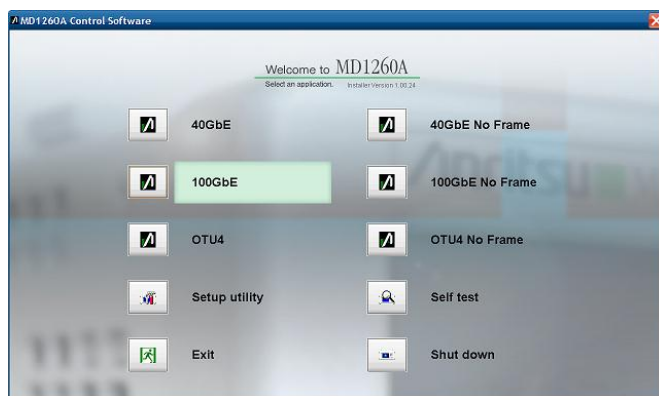 MD1260A Control Software
Welcome to MD1260A
Select an application. Installer Version 1.00.24
40GbE 40GbE No Frame
100GbE 100GbE No Frame
OTU4 OTU4 No Frame
Setup utility Self test
Exit Shut down